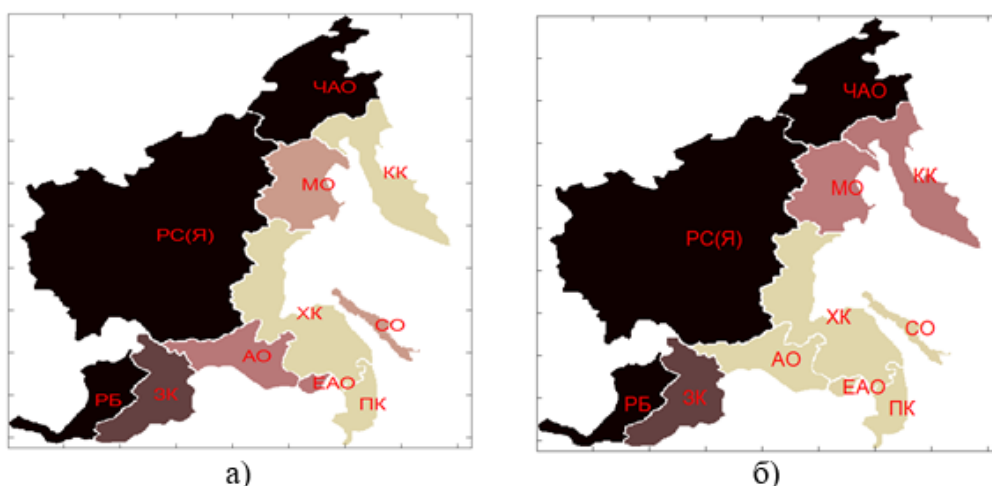 ЧАО
КК
МО
РС(Я)
ХК
СО
АО
ЕАО
ЗК
РБ
ПК
а)
ЧАО
КК
МО
РС(Я)
ХК
СО
АО
ЕАО
ЗК
РБ
ПК
б)